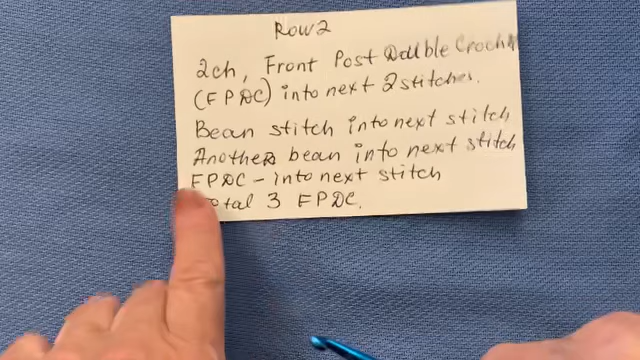 Row 2
2ch, Front Post Double Crochet
(FPDC) into next 2 stitches.
Bean stitch into next stitch
Another bean into next stitch
FPDC - into next stitch
Total 3 FPDC.